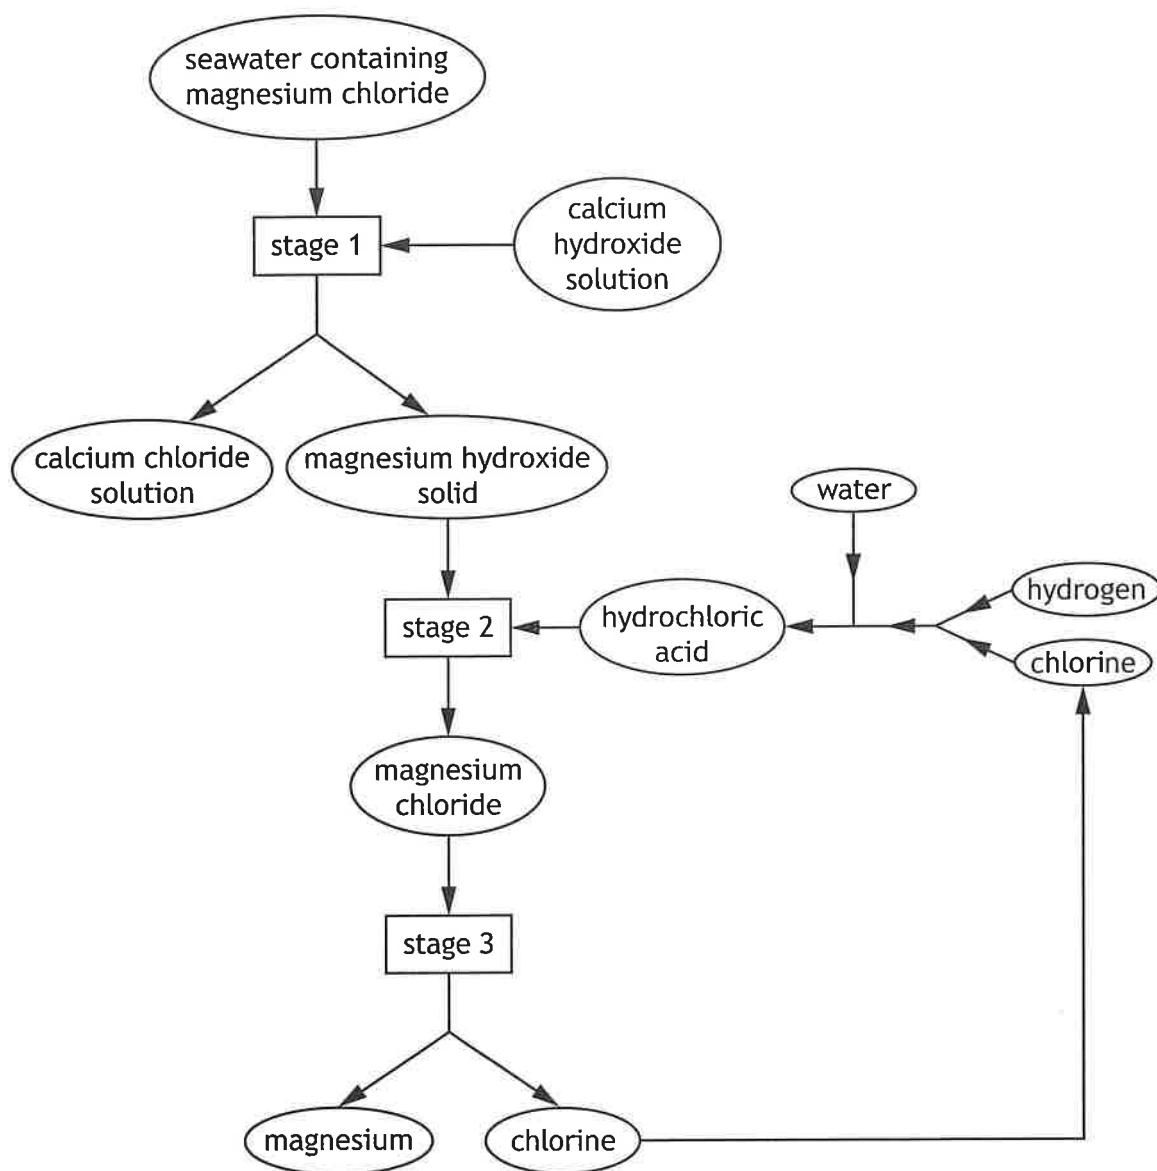 seawater containing
magnesium chloride
stage 1
calcium
hydroxide
solution
calcium chloride
solution
magnesium hydroxide
solid
water
hydrogen
stage 2
hydrochloric
acid
chlorine
magnesium
chloride
stage 3
magnesium
chlorine